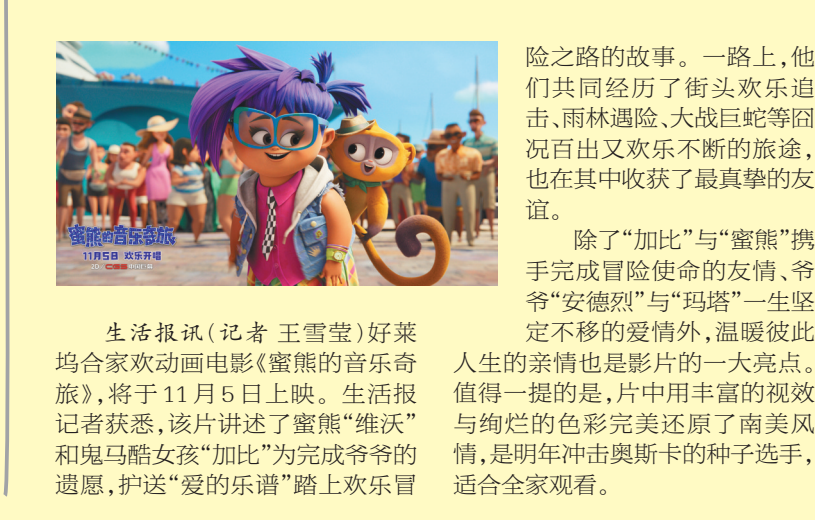 蜜熊的音乐奇旅
11月5日 欢乐开唱
生活报讯(记者 王雪莹)好莱
坞合家欢动画电影《蜜熊的音乐奇
旅》,将于11月5日上映。生活报
记者获悉,该片讲述了蜜熊“维沃”
和鬼马酷女孩“加比”为完成爷爷的
遗愿,护送“爱的乐谱”踏上欢乐冒
险之路的故事。一路上,他
们共同经历了街头欢乐追
击、雨林遇险、大战巨蛇等囧
况百出又欢乐不断的旅途,
也在其中收获了最真挚的友
谊。
除了“加比”与“蜜熊”携
手完成冒险使命的友情、爷
爷“安德烈”与“玛塔”一生坚
定不移的爱情外,温暖彼此
人生的亲情也是影片的一大亮点。
值得一提的是,片中用丰富的视效
与绚烂的色彩完美还原了南美风
情,是明年冲击奥斯卡的种子选手,
适合全家观看。